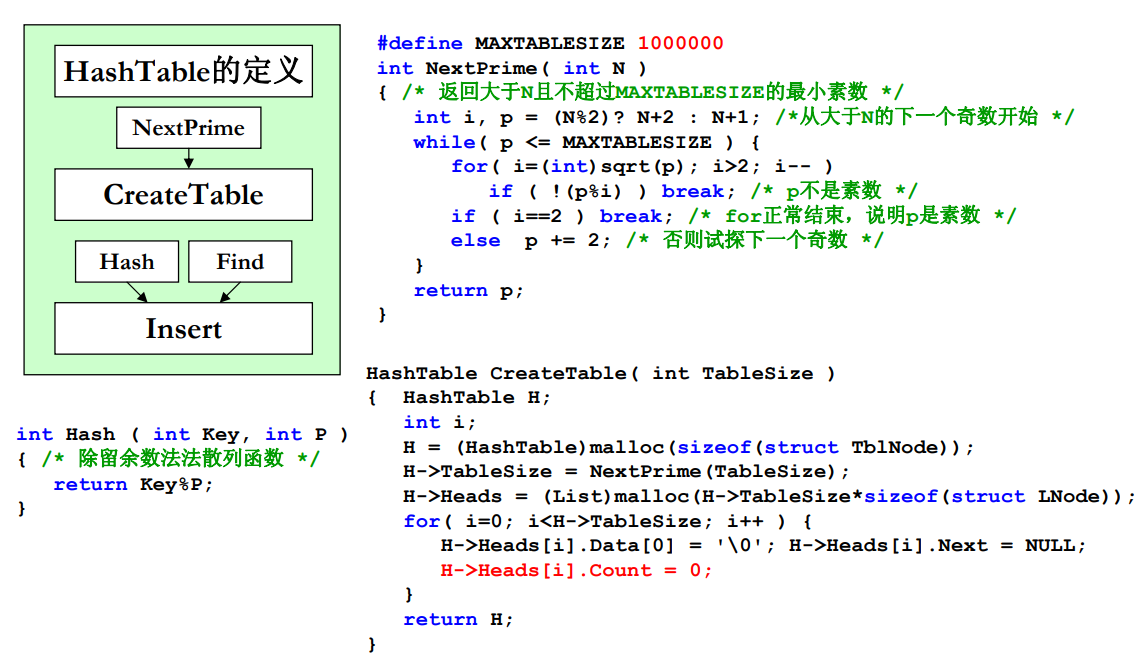 HashTable的定义
NextPrime
CreateTable
Hash
Find
Insert
int Hash ( int Key, int P )
{ /* 除留余数法法散列函数 */
return Key%P;
}
#define MAXTABLESIZE 1000000
int NextPrime( int N )
{ /* 返回大于N且不超过MAXTABLESIZE的最小素数 */
int i, p = (N%2)? N+2 : N+1; /*从大于N的下一个奇数开始 */
while( p <= MAXTABLESIZE ) {
for( i=(int)sqrt(p); i>2; i-- )
if ( !(p%i) ) break; /* p不是素数 */
if ( i==2 ) break; /* for正常结束，说明p是素数 */
else p += 2; /* 否则试探下一个奇数 */
}
return p;
}
HashTable CreateTable( int TableSize )
{ HashTable H;
int i;
H = (HashTable)malloc(sizeof(struct TblNode));
H->TableSize = NextPrime(TableSize);
H->Heads = (List)malloc(H->TableSize*sizeof(struct LNode));
for( i=0; i<H->TableSize; i++ ) {
H->Heads[i].Data[0] = '\0'; H->Heads[i].Next = NULL;
H->Heads[i].Count = 0;
}
return H;
}